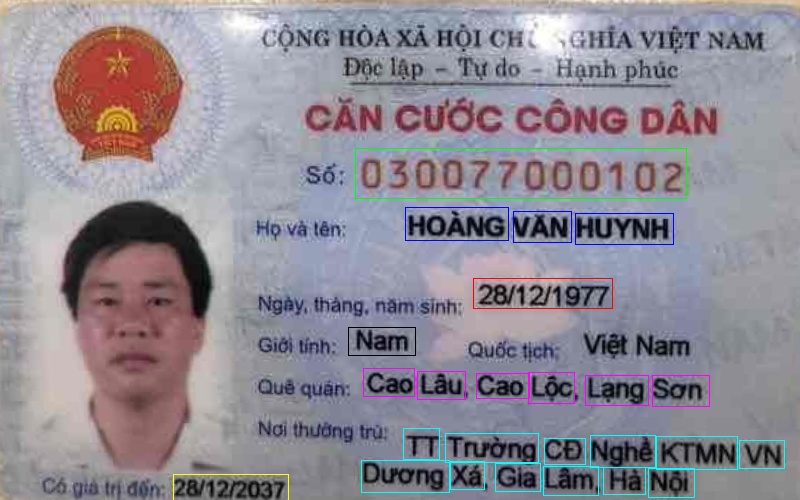 CỘNG HÒA XÃ HỘI CHỦ NGHĨA VIỆT NAM
Độc lập – Tự do – Hạnh phúc
CĂN CƯỚC CÔNG DÂN
Số: 030077000102
Họ và tên: HOÀNG VĂN HUYNH
Ngày, tháng, năm sinh: 28/12/1977
Giới tính: Nam Quốc tịch: Việt Nam
Quê quán: Cao Lâu, Cao Lộc, Lạng Sơn
Nơi thường trú: TT Trường CĐ Nghề KTMN VN
Dương Xá, Gia Lâm, Hà Nội
Có giá trị đến: 28/12/2037